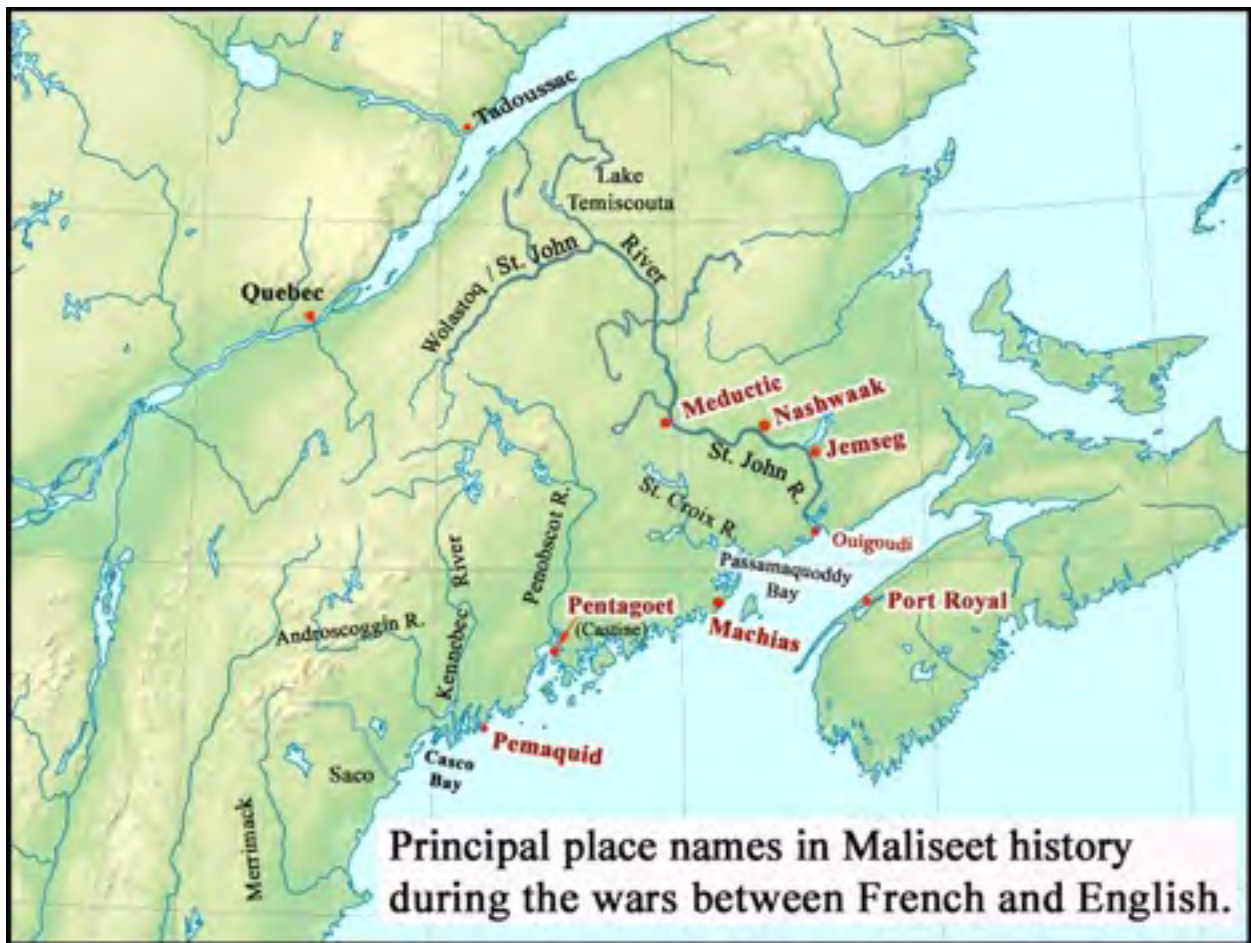 Tadoussac
Lake
Temiscouta
Wolastoq / St. John River
Quebec
Meductic
Nashwaak
Jemseg
St. John R.
St. Croix R.
Ouigoudi
Passamaquoddy
Bay
Penobscot R.
Kennebec River
Androscoggin R.
Pentagoet
(Castine)
Port Royal
Machias
Pemaquid
Casco
Bay
Saco
Merrimack
Principal place names in Maliseet history
during the wars between French and English.